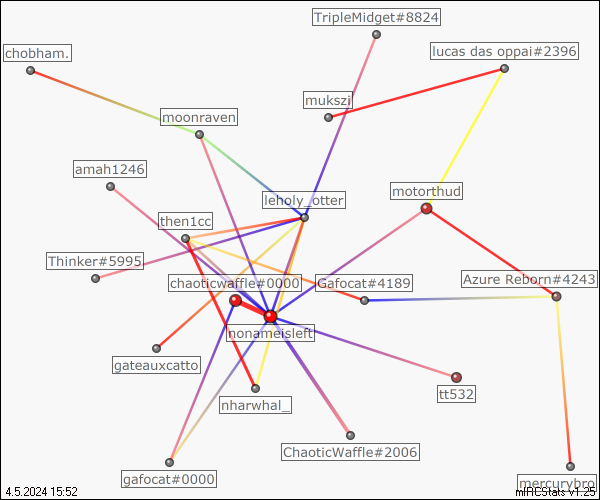 TripleMidget#8824
chobham.
lucas das oppai#2396
mukszi
moonraven
amah1246
motorthud
leholy_otter
then1cc
Thinker#5995
chaoticwaffle#0000
Gafocat#4189
Azure Reborn#4243
nonameisleft
gateauxcatto
tt532
nharwhal_
ChaoticWaffle#2006
gafocat#0000
mercurybro
4.5.2024 15:52
mIRCStats v1.25